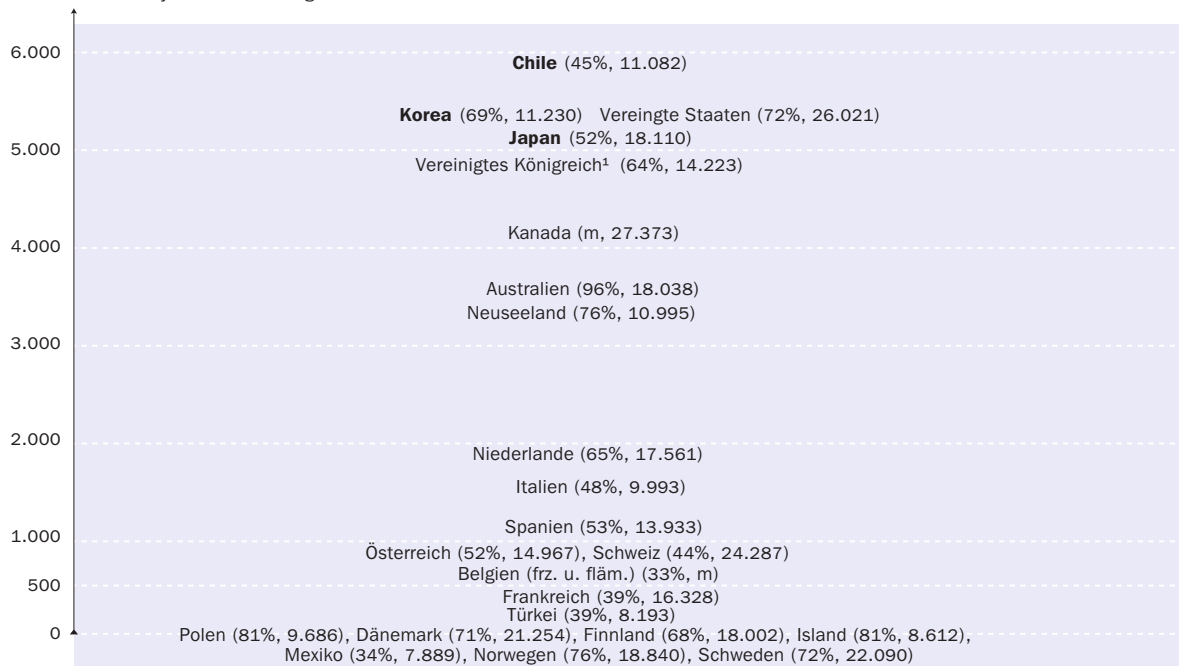 6.000
Chile (45%, 11.082)
Korea (69%, 11.230) Vereingte Staaten (72%, 26.021)
Japan (52%, 18.110)
5.000
Vereinigtes Königreich¹ (64%, 14.223)
Kanada (m, 27.373)
4.000
Australien (96%, 18.038)
Neuseeland (76%, 10.995)
3.000
2.000
Niederlande (65%, 17.561)
Italien (48%, 9.993)
Spanien (53%, 13.933)
1.000
Österreich (52%, 14.967), Schweiz (44%, 24.287)
Belgien (frz. u. fläm.) (33%, m)
500
Frankreich (39%, 16.328)
Türkei (39%, 8.193)
0
Polen (81%, 9.686), Dänemark (71%, 21.254), Finnland (68%, 18.002), Island (81%, 8.612),
Mexiko (34%, 7.889), Norwegen (76%, 18.840), Schweden (72%, 22.090)